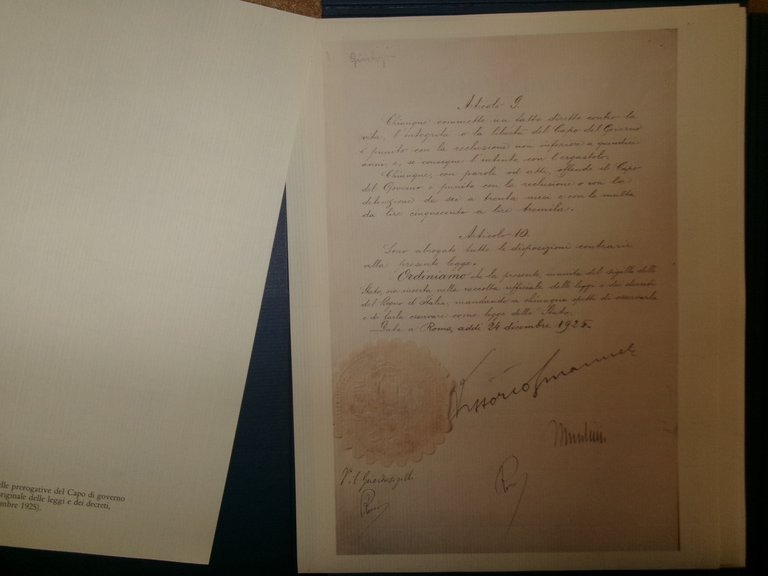 Articolo 9.
Chiunque commette un fatto diretto contro la
vita, l'integrità o la libertà del Capo del Governo
è punito con la reclusione non inferiore a quindici
anni e, se consegue l'intento con l'ergastolo.
Chiunque, con parole od atti, offende il Capo
del Governo è punito con la reclusione o con la
detenzione da sei a trenta mesi e con la multa
da lire cinquecento a lire tremila.
Articolo 10.
Sono abrogate tutte le disposizioni contrarie
alla presente legge.
Ordiniamo che la presente, munita del sigillo dello
Stato, sia inserta nella raccolta ufficiale delle leggi e dei decreti
del Regno d'Italia, mandando a chiunque spetti di osservarla
e di farla osservare come legge dello Stato.
Data a Roma, addì 24 dicembre 1925.
Vittorio Emanuele
Mussolini
V.° il Guardasigilli
Rocco
Rocco
elle prerogative del Capo di governo
originale delle leggi e dei decreti,
mbre 1925).